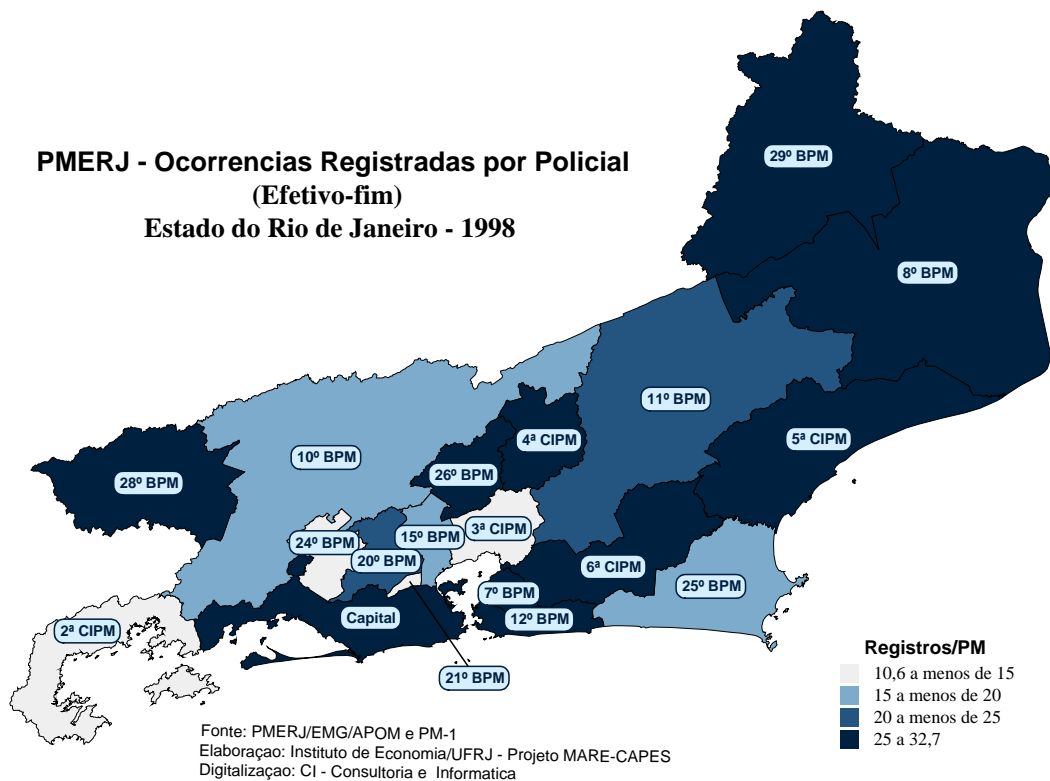 PMERJ - Ocorrencias Registradas por Policial
(Efetivo-fim)
Estado do Rio de Janeiro - 1998
29º BPM
8º BPM
11º BPM
5ª CIPM
4ª CIPM
10º BPM
26º BPM
28º BPM
3ª CIPM
24º BPM
15º BPM
20º BPM
6ª CIPM
25º BPM
7º BPM
12º BPM
Capital
2ª CIPM
21º BPM
Registros/PM
10,6 a menos de 15
15 a menos de 20
20 a menos de 25
25 a 32,7
Fonte: PMERJ/EMG/APOM e PM-1
Elaboraçao: Instituto de Economia/UFRJ - Projeto MARE-CAPES
Digitalizaçao: CI - Consultoria e Informatica